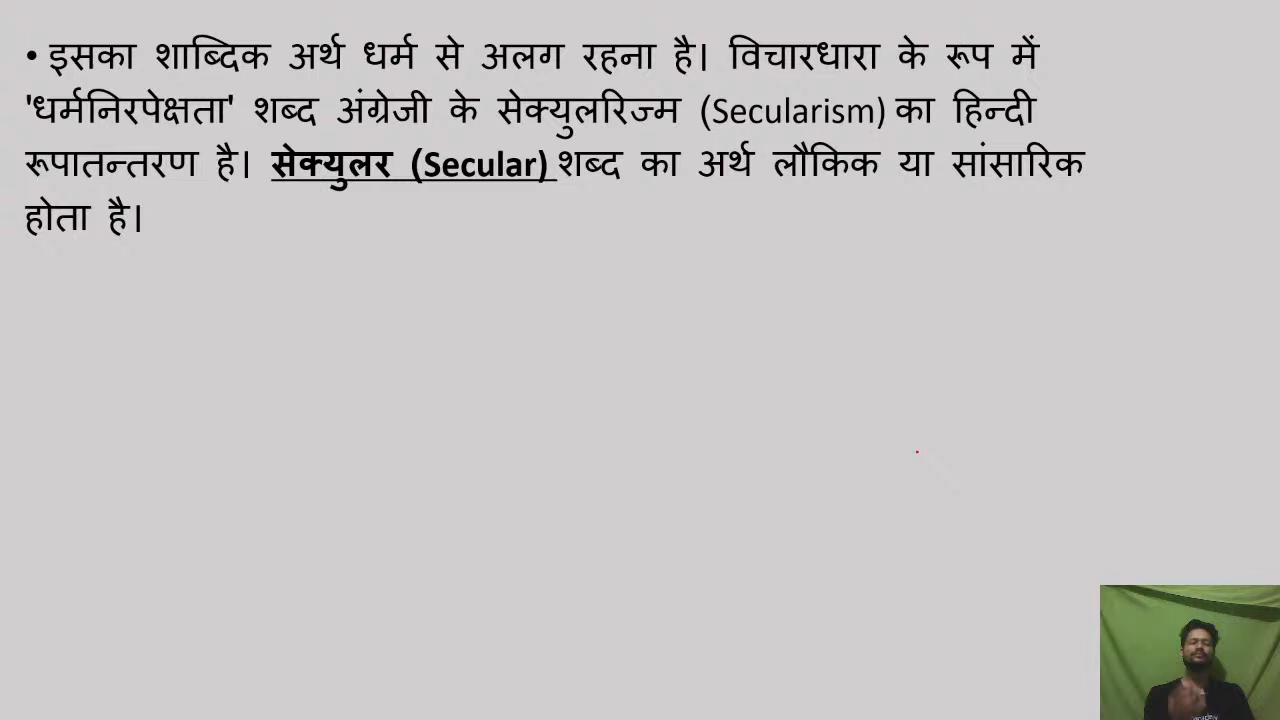 • इसका शाब्दिक अर्थ धर्म से अलग रहना है। विचारधारा के रूप में
'धर्मनिरपेक्षता' शब्द अंग्रेजी के सेक्युलरिज्म (Secularism) का हिन्दी
रूपातन्तरण है। सेक्युलर (Secular) शब्द का अर्थ लौकिक या सांसारिक
होता है।